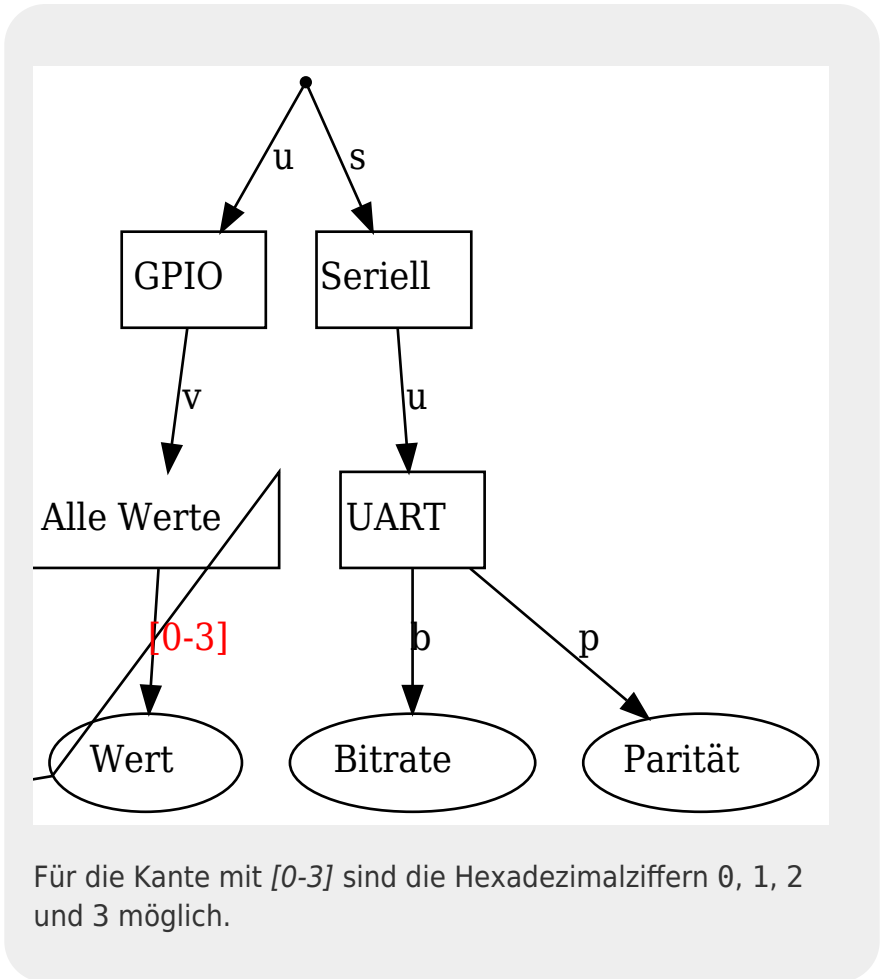 u s
GPIO Seriell
v u
Alle Werte UART
[0-3] b p
Wert Bitrate Parität
Für die Kante mit [0-3] sind die Hexadezimalziffern 0, 1, 2
und 3 möglich.